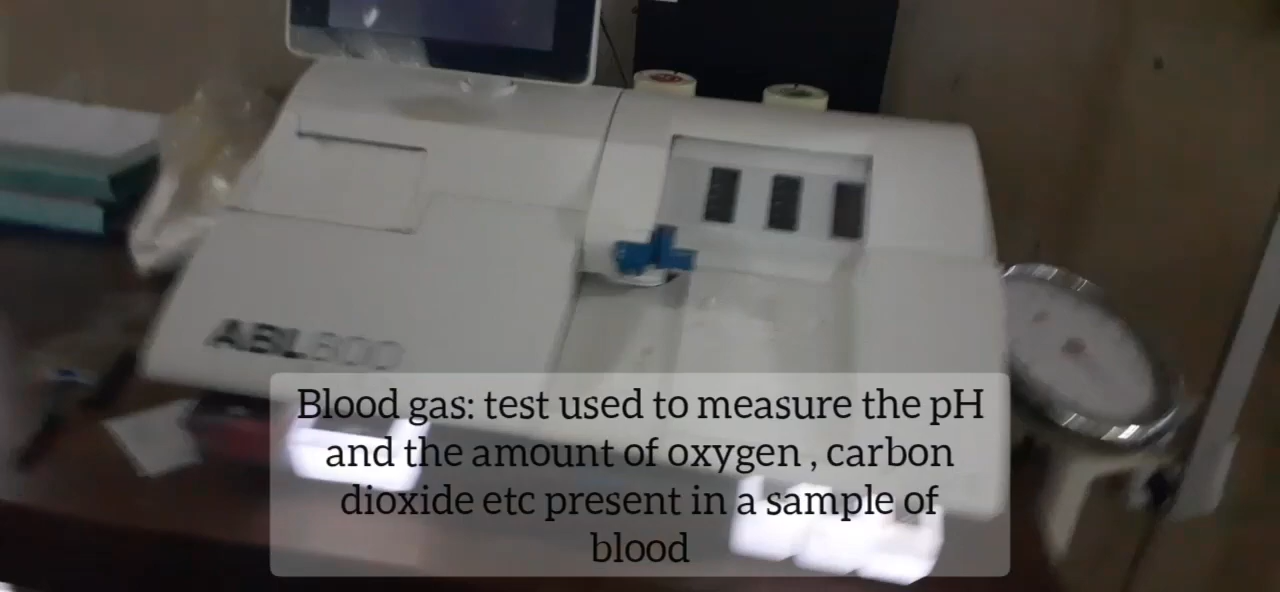 ABL800
Blood gas: test used to measure the pH
and the amount of oxygen , carbon
dioxide etc present in a sample of
blood